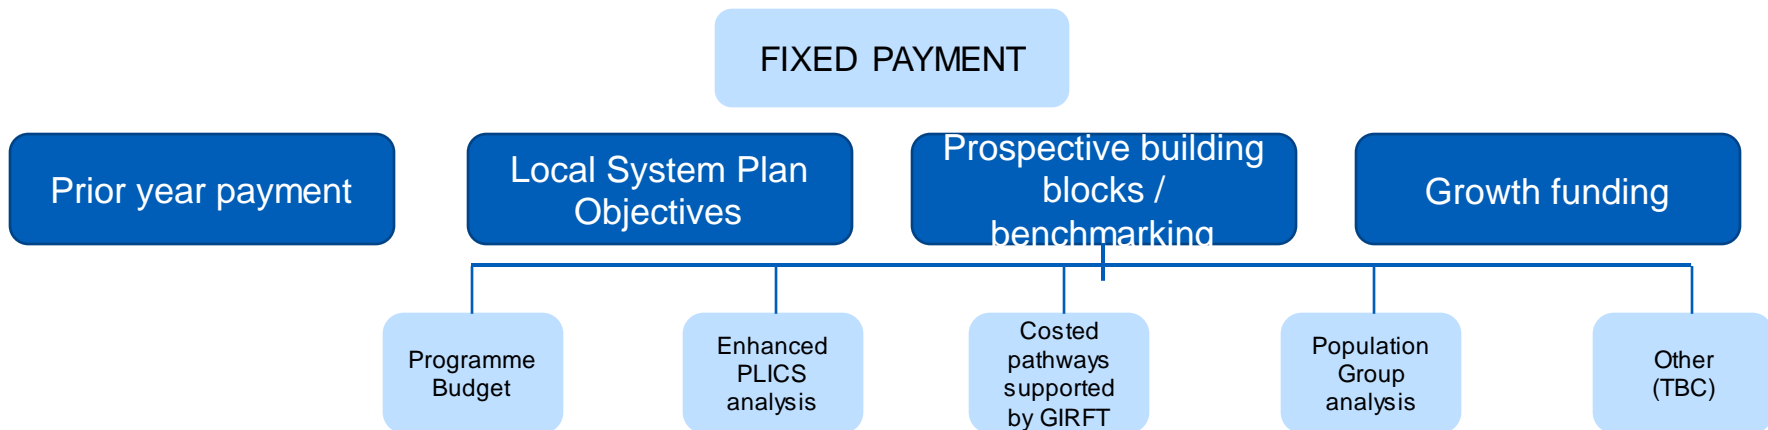 FIXED PAYMENT
Prior year payment
Local System Plan
Objectives
Prospective building
blocks /
benchmarking
Growth funding
Programme
Budget
Enhanced
PLICS
analysis
Costed
pathways
supported
by GIRFT
Population
Group
analysis
Other
(TBC)